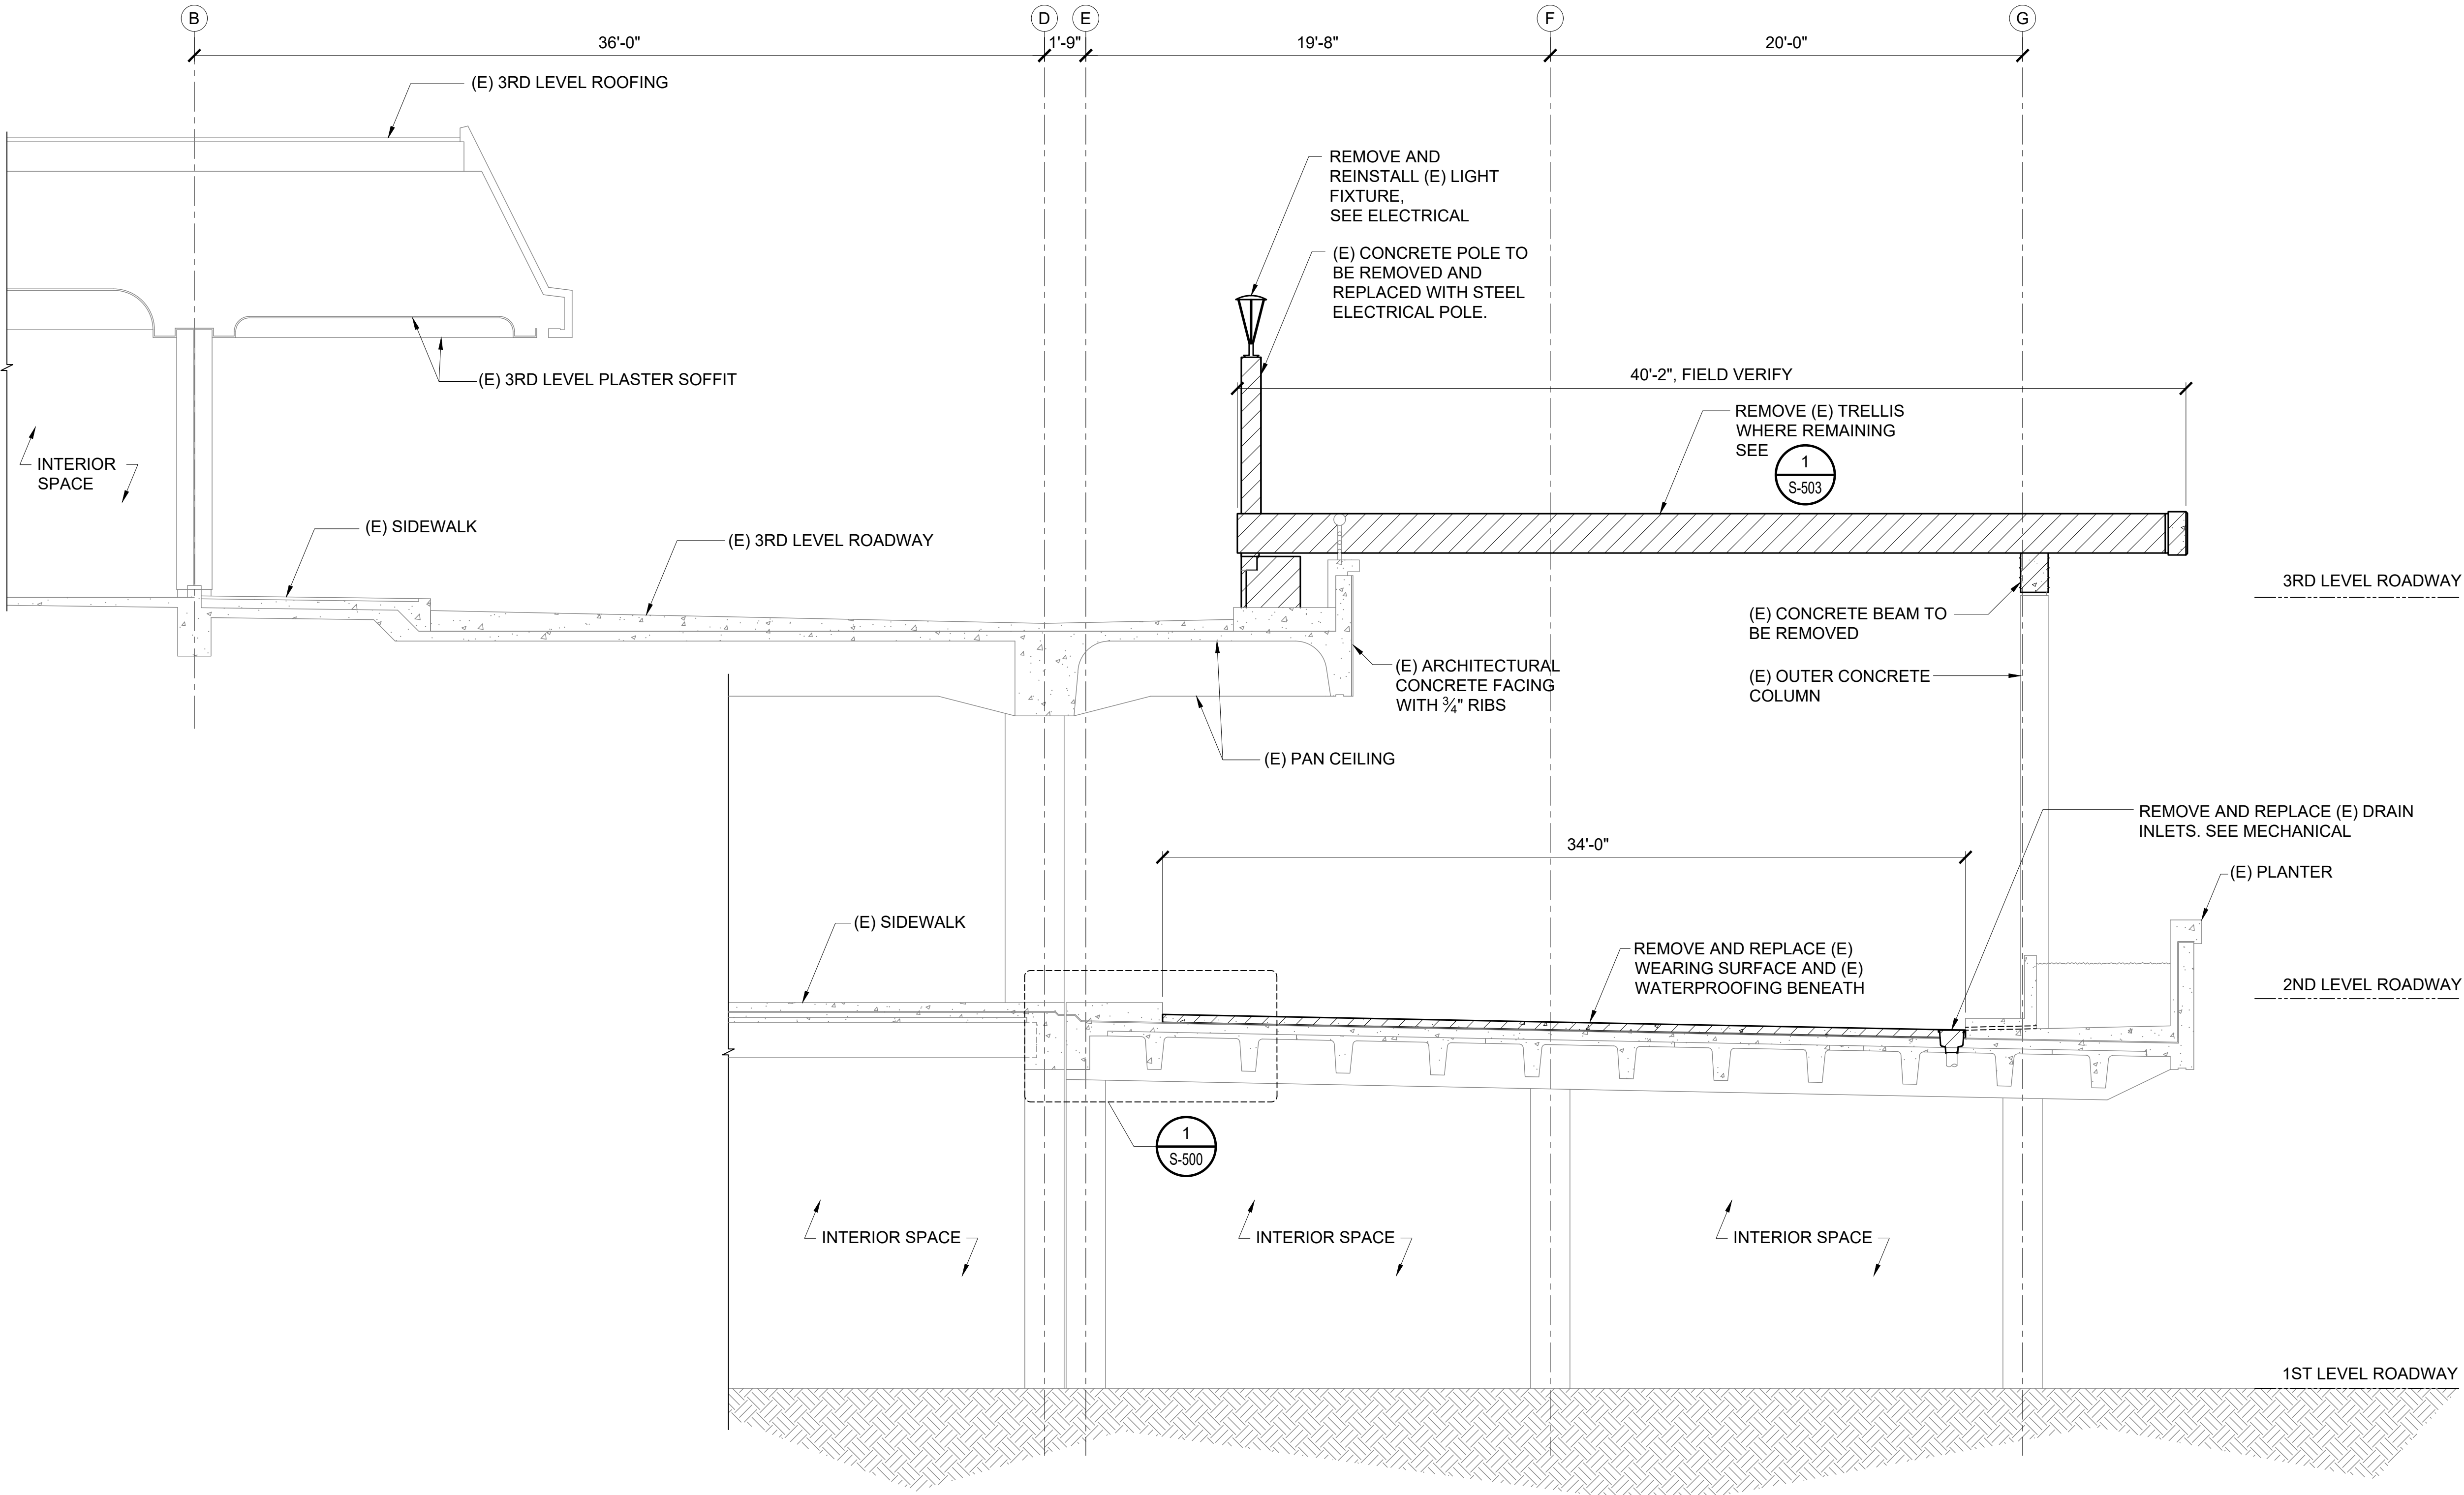 B
D
E
F
G
36'-0"
1'-9"
19'-8"
20'-0"
(E) 3RD LEVEL ROOFING
REMOVE AND
REINSTALL (E) LIGHT
FIXTURE,
SEE ELECTRICAL
(E) CONCRETE POLE TO
BE REMOVED AND
REPLACED WITH STEEL
ELECTRICAL POLE.
(E) 3RD LEVEL PLASTER SOFFIT
40'-2", FIELD VERIFY
REMOVE (E) TRELLIS
WHERE REMAINING
SEE
1
S-503
INTERIOR
SPACE
(E) SIDEWALK
(E) 3RD LEVEL ROADWAY
3RD LEVEL ROADWAY
(E) CONCRETE BEAM TO
BE REMOVED
(E) ARCHITECTURAL
CONCRETE FACING
WITH ¾" RIBS
(E) OUTER CONCRETE
COLUMN
(E) PAN CEILING
REMOVE AND REPLACE (E) DRAIN
INLETS. SEE MECHANICAL
34'-0"
(E) PLANTER
(E) SIDEWALK
REMOVE AND REPLACE (E)
WEARING SURFACE AND (E)
WATERPROOFING BENEATH
2ND LEVEL ROADWAY
1
S-500
INTERIOR SPACE
INTERIOR SPACE
INTERIOR SPACE
1ST LEVEL ROADWAY